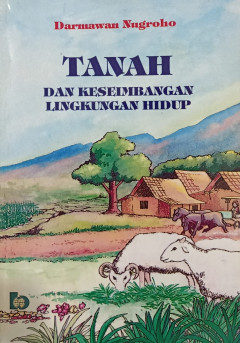 Darmawan Nugroho
TANAH
DAN KESEIMBANGAN
LINGKUNGAN HIDUP